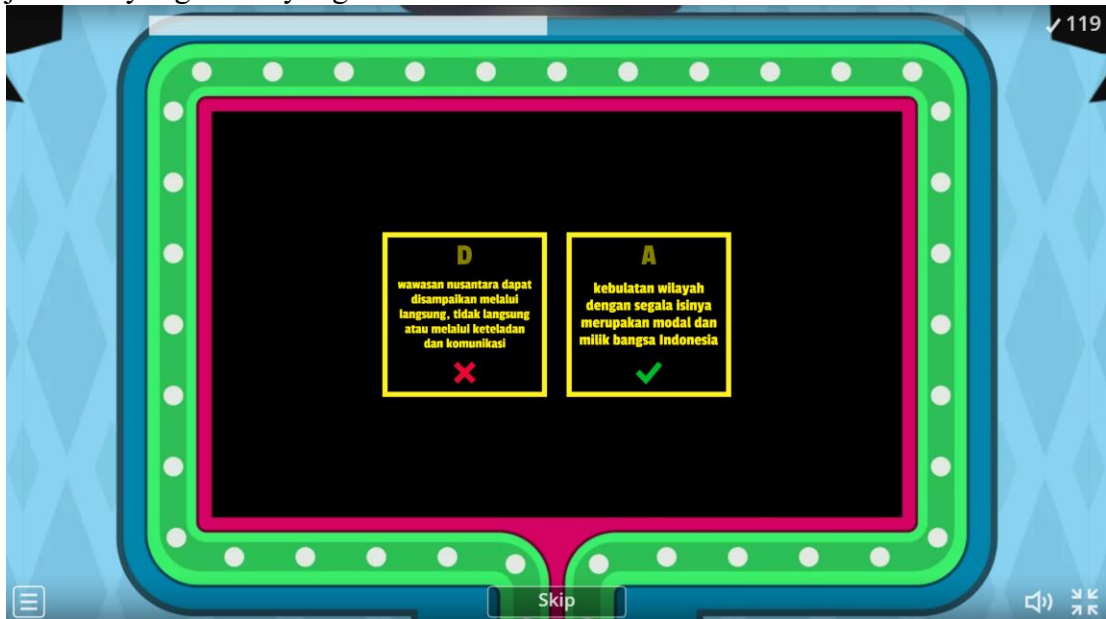 119
D
wawasan nusantara dapat
disampaikan melalui
langsung, tidak langsung
atau melalui keteladan
dan komunikasi
A
kebulatan wilayah
dengan segala isinya
merupakan modal dan
milik bangsa Indonesia
Skip